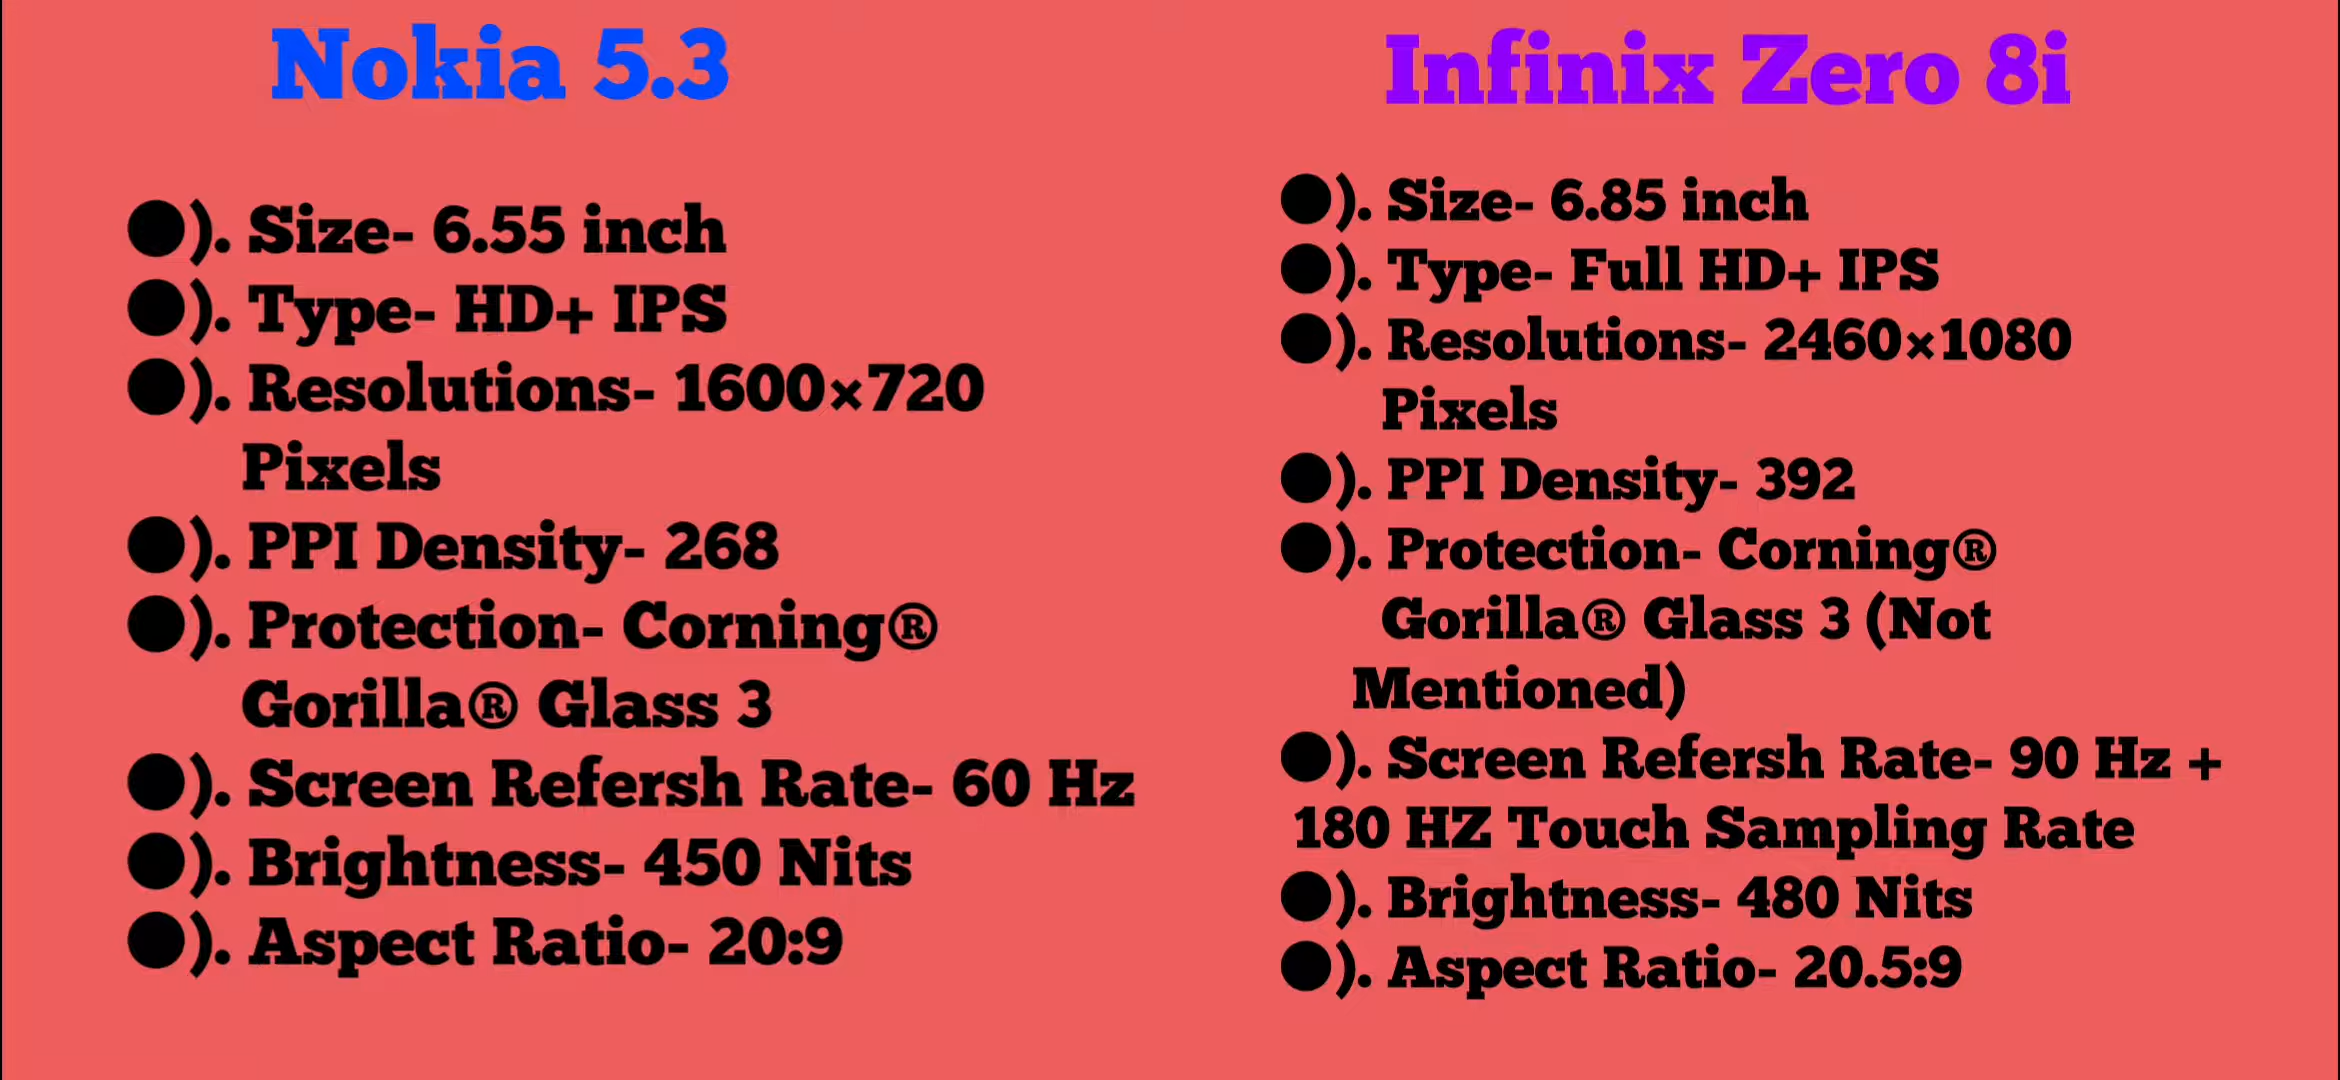 Nokia 5.3
●). Size- 6.55 inch
●). Type- HD+ IPS
●). Resolutions- 1600×720
Pixels
●). PPI Density- 268
●). Protection- Corning®
Gorilla® Glass 3
●). Screen Refersh Rate- 60 Hz
●). Brightness- 450 Nits
●). Aspect Ratio- 20:9
Infinix Zero 8i
●). Size- 6.85 inch
●). Type- Full HD+ IPS
●). Resolutions- 2460×1080
Pixels
●). PPI Density- 392
●). Protection- Corning®
Gorilla® Glass 3 (Not
Mentioned)
●). Screen Refersh Rate- 90 Hz +
180 HZ Touch Sampling Rate
●). Brightness- 480 Nits
●). Aspect Ratio- 20.5:9